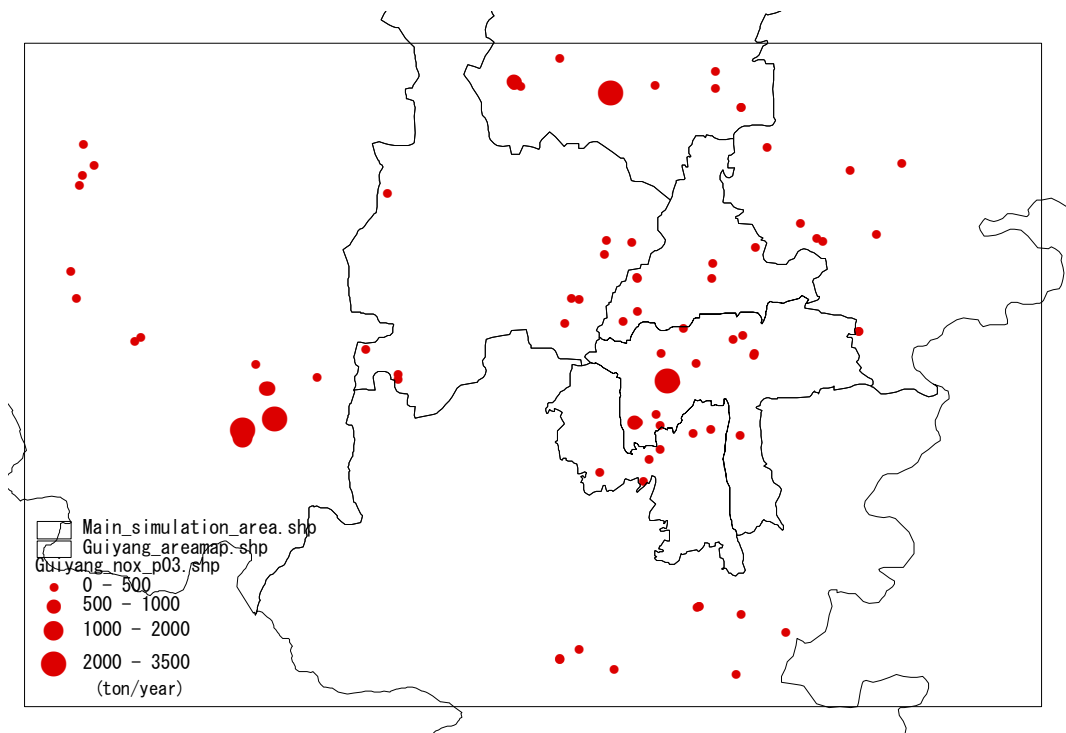 Main_simulation_area.shp
Guiyang_areamap.shp
Guiyang_nox_p03.shp
0 - 500
500 - 1000
1000 - 2000
2000 - 3500
(ton/year)